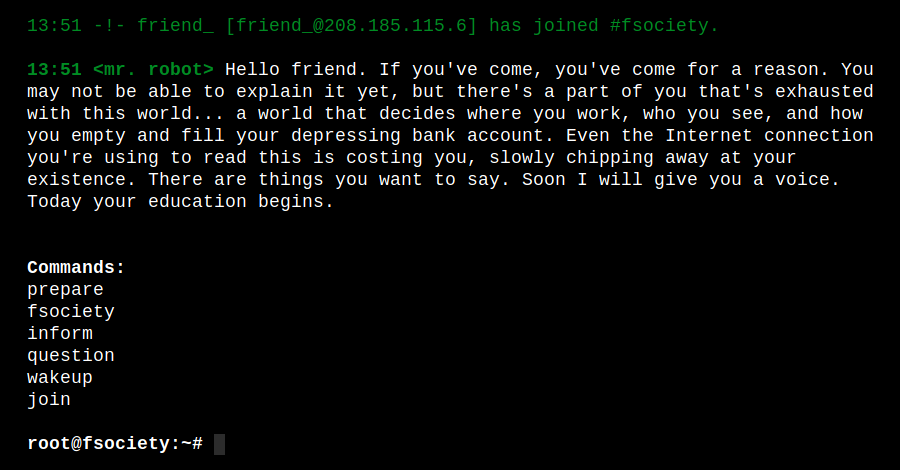 13:51 -!- friend_ [friend_@208.185.115.6] has joined #fsociety.
13:51 <mr. robot> Hello friend. If you've come, you've come for a reason. You
may not be able to explain it yet, but there's a part of you that's exhausted
with this world... a world that decides where you work, who you see, and how
you empty and fill your depressing bank account. Even the Internet connection
you're using to read this is costing you, slowly chipping away at your
existence. There are things you want to say. Soon I will give you a voice.
Today your education begins.
Commands:
prepare
fsociety
inform
question
wakeup
join
root@fsociety:~#